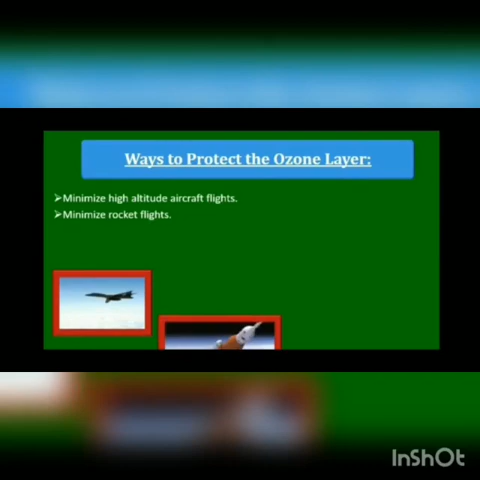 Ways to Protect the Ozone Layer:
➢Minimize high altitude aircraft flights.
➢Minimize rocket flights.
InShOt